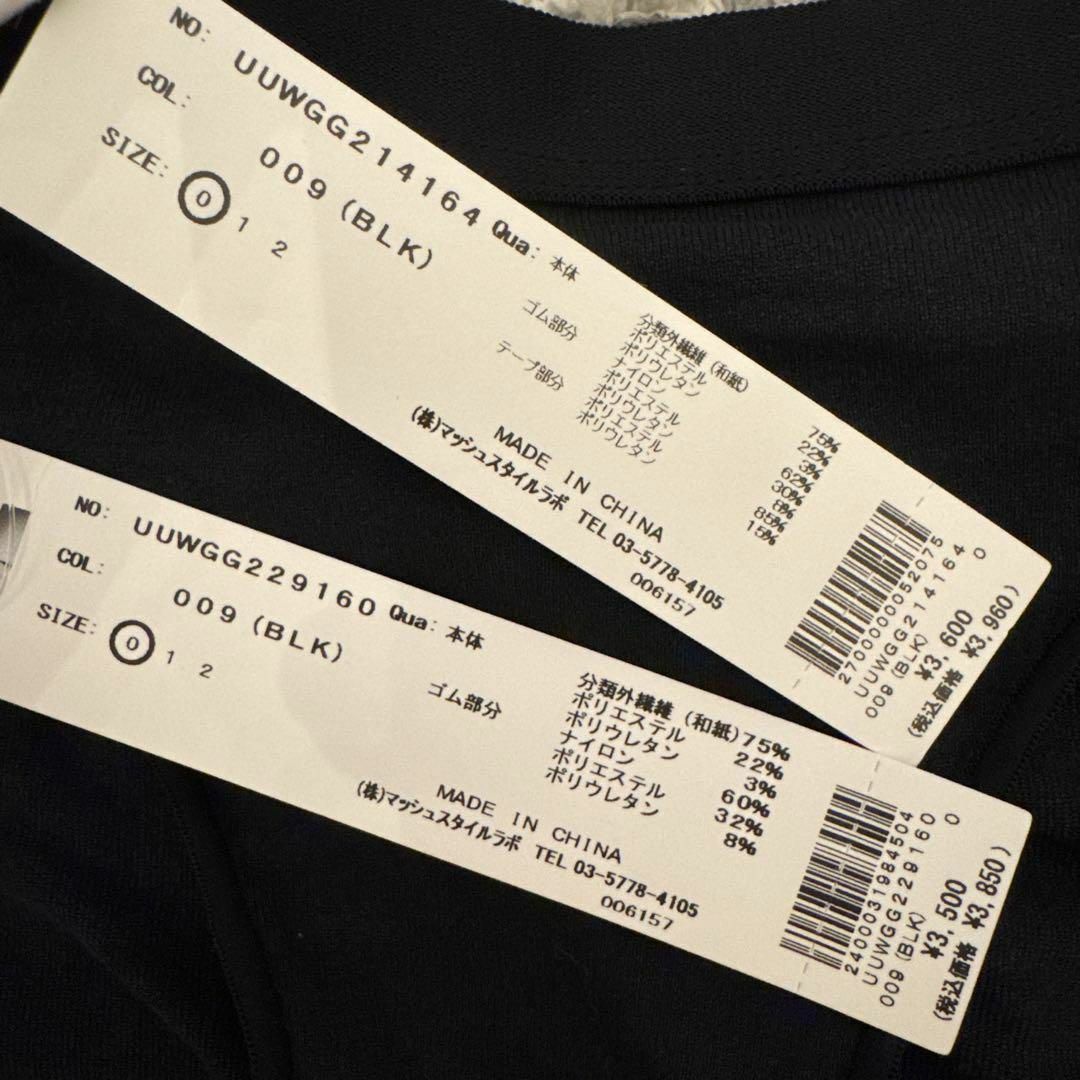 NO: UUWGG214164 Qua: 本体
COL: 009 (BLK)
SIZE: 0 1 2
分類外繊維 (和紙) 75%
ポリエステル 22%
ポリウレタン 3%
ゴム部分 ナイロン 62%
ポリエステル 30%
ポリウレタン 8%
テープ部分 ポリエステル 85%
ポリウレタン 15%
MADE IN CHINA
(株)マッシュスタイルラボ TEL 03-5778-4105
006157
2700000052075
UUWGG214164
009 (BLK) 0
¥3,600
(税込価格 ¥3,960)
NO: UUWGG229160 Qua: 本体
COL: 009 (BLK)
SIZE: 0 1 2
分類外繊維 (和紙) 75%
ポリエステル 22%
ポリウレタン 3%
ゴム部分 ナイロン 60%
ポリエステル 32%
ポリウレタン 8%
MADE IN CHINA
(株)マッシュスタイルラボ TEL 03-5778-4105
006157
2400031984504
UUWGG229160
009 (BLK) 0
¥3,500
(税込価格 ¥3,850)